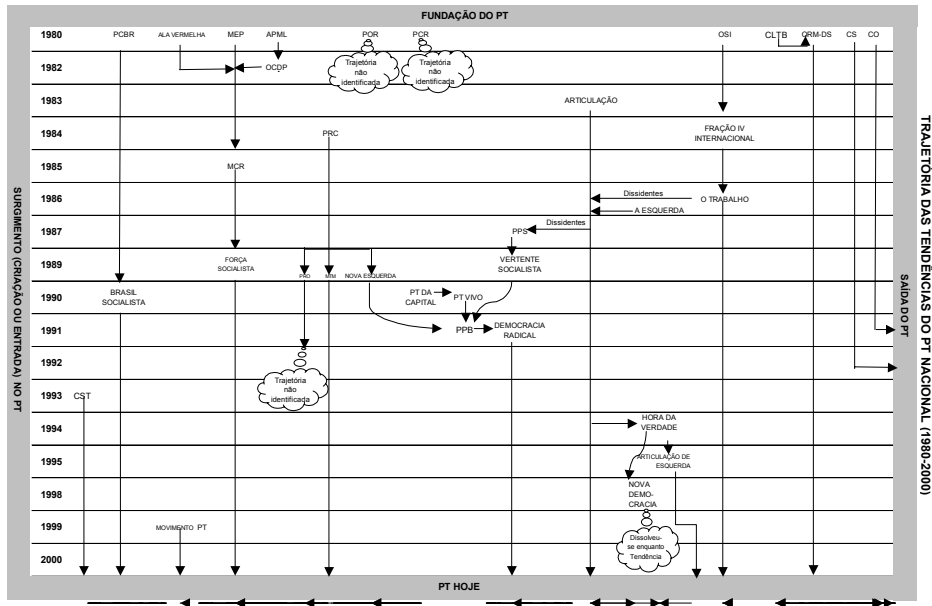 FUNDAÇÃO DO PT
1980 PCBR ALA VERMELHA MEP APML POR PCR OSI CLTB ORM-DS CS CO
Trajetória
não
identificada
Trajetória
não
identificada
1982 OCDP
1983 ARTICULAÇÃO
1984 PRC FRAÇÃO IV
INTERNACIONAL
1985 MCR
1986 Dissidentes O TRABALHO
A ESQUERDA
1987 PPS Dissidentes
1989 FORÇA
SOCIALISTA
PRO MTM NOVA ESQUERDA VERTENTE
SOCIALISTA
1990 BRASIL
SOCIALISTA
PT DA
CAPITAL
PT VIVO
1991 PPB DEMOCRACIA
RADICAL
1992
Trajetória
não
identificada
1993 CST
1994 HORA DA
VERDADE
1995 ARTICULAÇÃO DE
ESQUERDA
1998 NOVA
DEMO-
CRACIA
1999 MOVIMENTO PT
Dissolveu-
se enquanto
Tendência
2000
PT HOJE
SURGIMENTO (CRIAÇÃO OU ENTRADA) NO PT
SAÍDA DO PT
TRAJETÓRIA DAS TENDÊNCIAS DO PT NACIONAL (1980-2000)